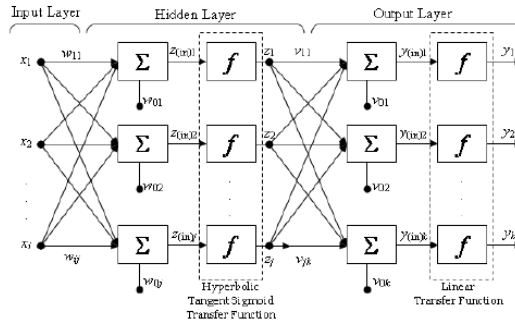 Input Layer Hidden Layer Output Layer
x1 w11 Σ z(in)1 f z1 v11 Σ y(in)1 f y1
w01 v01
x2 Σ z(in)2 f z2 Σ y(in)2 f y2
w02 v02
xi wij Σ z(in)j f zj vjk Σ y(in)k f yk
w0j v0k
Hyperbolic
Tangent Sigmoid
Transfer Function
Linear
Transfer Function